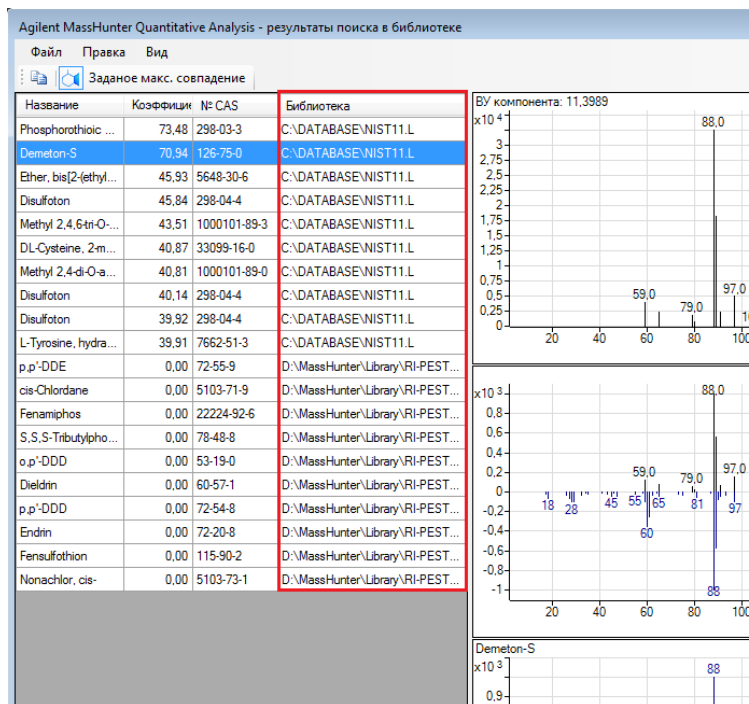 Agilent MassHunter Quantitative Analysis - результаты поиска в библиотеке
Файл Правка Вид
Заданое макс. совпадение
Название Коэффицие № CAS Библиотека
Phosphorothioic ... 73,48 298-03-3 C:\DATABASE\NIST11.L
Demeton-S 70,94 126-75-0 C:\DATABASE\NIST11.L
Ether, bis[2-(ethyl... 45,93 5648-30-6 C:\DATABASE\NIST11.L
Disulfoton 45,84 298-04-4 C:\DATABASE\NIST11.L
Methyl 2,4,6-tri-O-... 43,51 1000101-89-3 C:\DATABASE\NIST11.L
DL-Cysteine, 2-m... 40,87 33099-16-0 C:\DATABASE\NIST11.L
Methyl 2,4-di-O-a... 40,81 1000101-89-0 C:\DATABASE\NIST11.L
Disulfoton 40,14 298-04-4 C:\DATABASE\NIST11.L
Disulfoton 39,92 298-04-4 C:\DATABASE\NIST11.L
L-Tyrosine, hydra... 39,91 7662-51-3 C:\DATABASE\NIST11.L
p,p'-DDE 0,00 72-55-9 D:\MassHunter\Library\RI-PEST...
cis-Chlordane 0,00 5103-71-9 D:\MassHunter\Library\RI-PEST...
Fenamiphos 0,00 22224-92-6 D:\MassHunter\Library\RI-PEST...
S,S,S-Tributylpho... 0,00 78-48-8 D:\MassHunter\Library\RI-PEST...
o,p'-DDD 0,00 53-19-0 D:\MassHunter\Library\RI-PEST...
Dieldrin 0,00 60-57-1 D:\MassHunter\Library\RI-PEST...
p,p'-DDD 0,00 72-54-8 D:\MassHunter\Library\RI-PEST...
Endrin 0,00 72-20-8 D:\MassHunter\Library\RI-PEST...
Fensulfothion 0,00 115-90-2 D:\MassHunter\Library\RI-PEST...
Nonachlor, cis- 0,00 5103-73-1 D:\MassHunter\Library\RI-PEST...
ВУ компонента: 11,3989
x10 4
88,0
3
2,75
2,5
2,25
2
1,75
1,5
1,25
1
0,75
0,5
0,25
0
59,0 79,0 97,0 10
20 40 60 80 100
x10 3
88,0
0,8
0,6
0,4
0,2
0
-0,2
-0,4
-0,6
-0,8
-1
59,0 79,0 97,0
18 28 45 55 65 81 97
60
88
20 40 60 80 100
Demeton-S
x10 3
88
0,9